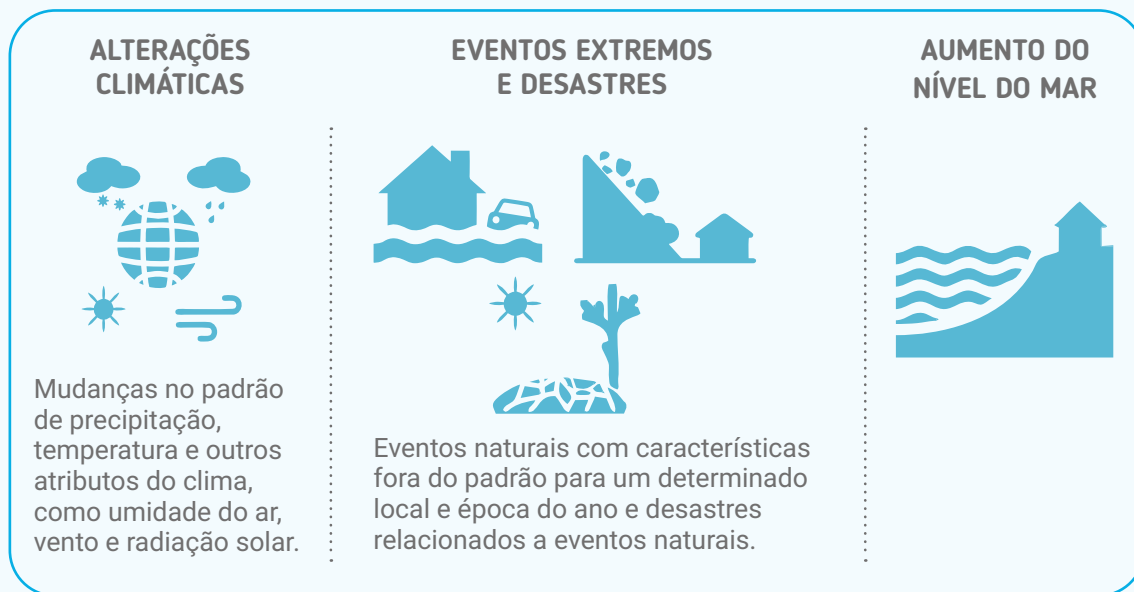 ALTERAÇÕES
CLIMÁTICAS
Mudanças no padrão
de precipitação,
temperatura e outros
atributos do clima,
como umidade do ar,
vento e radiação solar.
EVENTOS EXTREMOS
E DESASTRES
Eventos naturais com características
fora do padrão para um determinado
local e época do ano e desastres
relacionados a eventos naturais.
AUMENTO DO
NÍVEL DO MAR